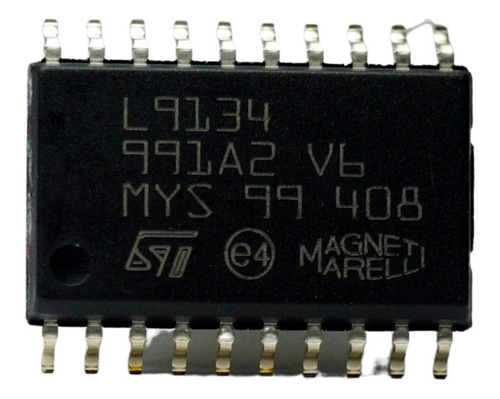 L9134
991A2 V6
MYS 99 408
ST e4 MAGNETI
MARELLI